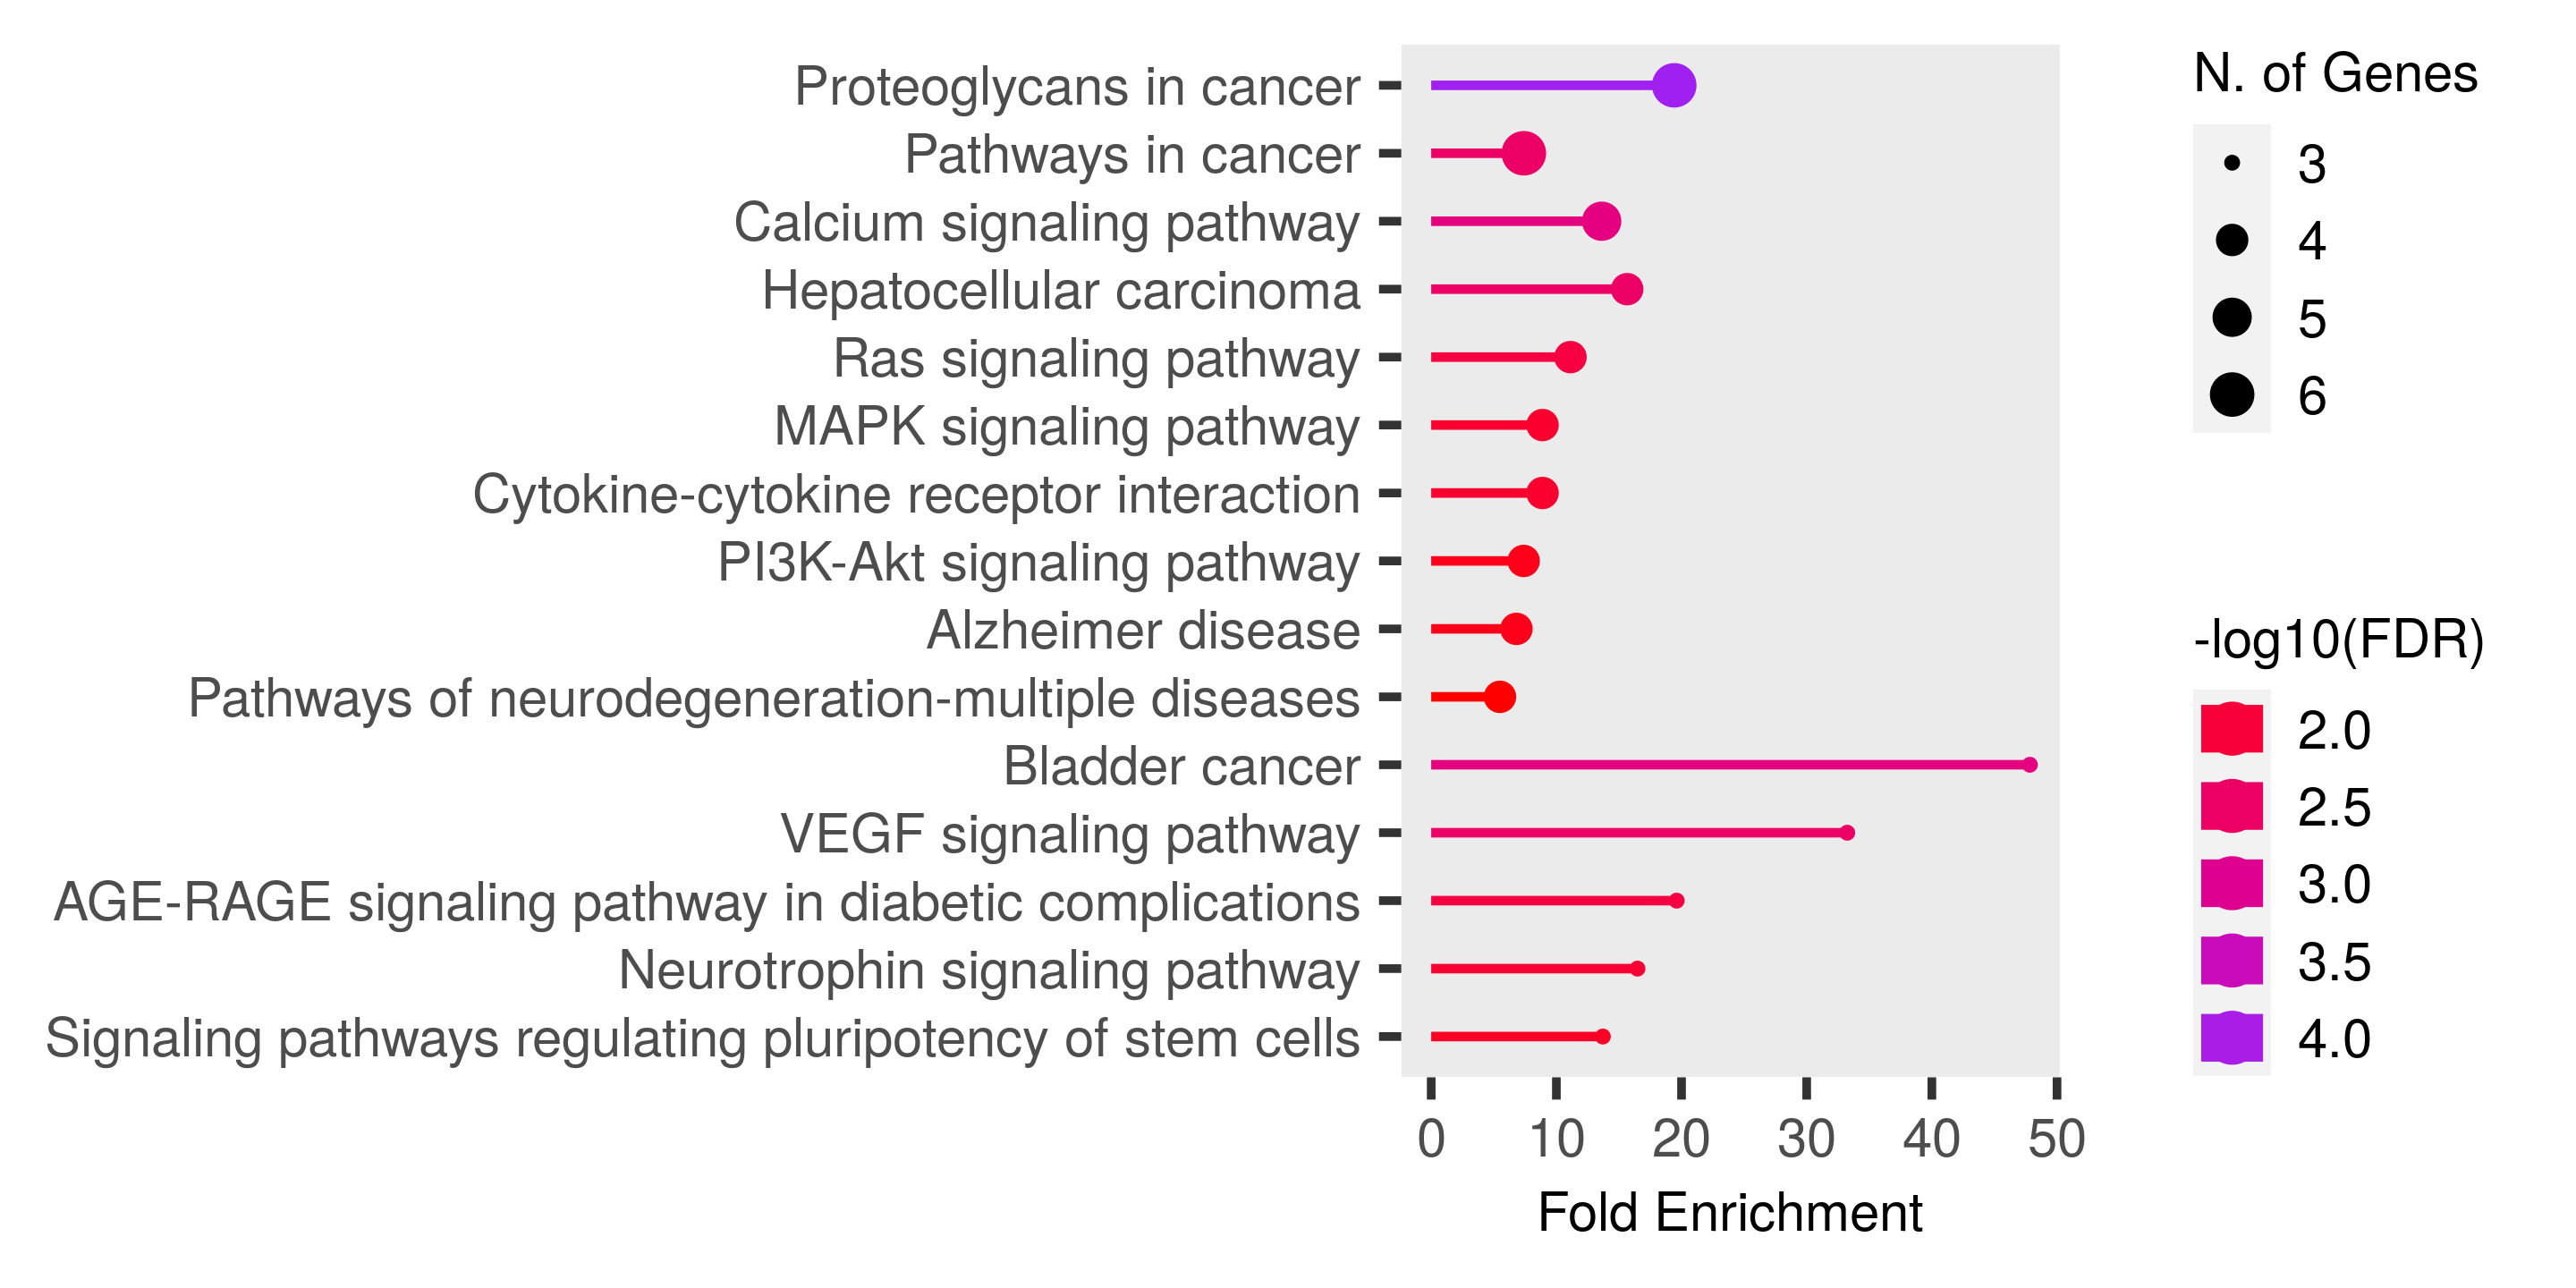 Proteoglycans in cancer
Pathways in cancer
Calcium signaling pathway
Hepatocellular carcinoma
Ras signaling pathway
MAPK signaling pathway
Cytokine-cytokine receptor interaction
PI3K-Akt signaling pathway
Alzheimer disease
Pathways of neurodegeneration-multiple diseases
Bladder cancer
VEGF signaling pathway
AGE-RAGE signaling pathway in diabetic complications
Neurotrophin signaling pathway
Signaling pathways regulating pluripotency of stem cells
0 10 20 30 40 50
Fold Enrichment
N. of Genes
3
4
5
6
-log10(FDR)
2.0
2.5
3.0
3.5
4.0